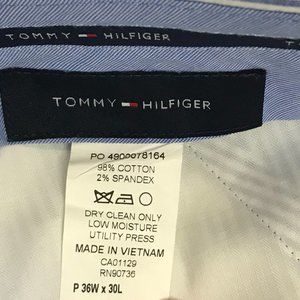 TOMMY HILFIGER
T
TOMMY HILFIGER
PO 4900078164
98% COTTON
2% SPANDEX
DRY CLEAN ONLY
LOW MOISTURE
UTILITY PRESS
MADE IN VIETNAM
CA01129
RN90736
P 36W x 30L